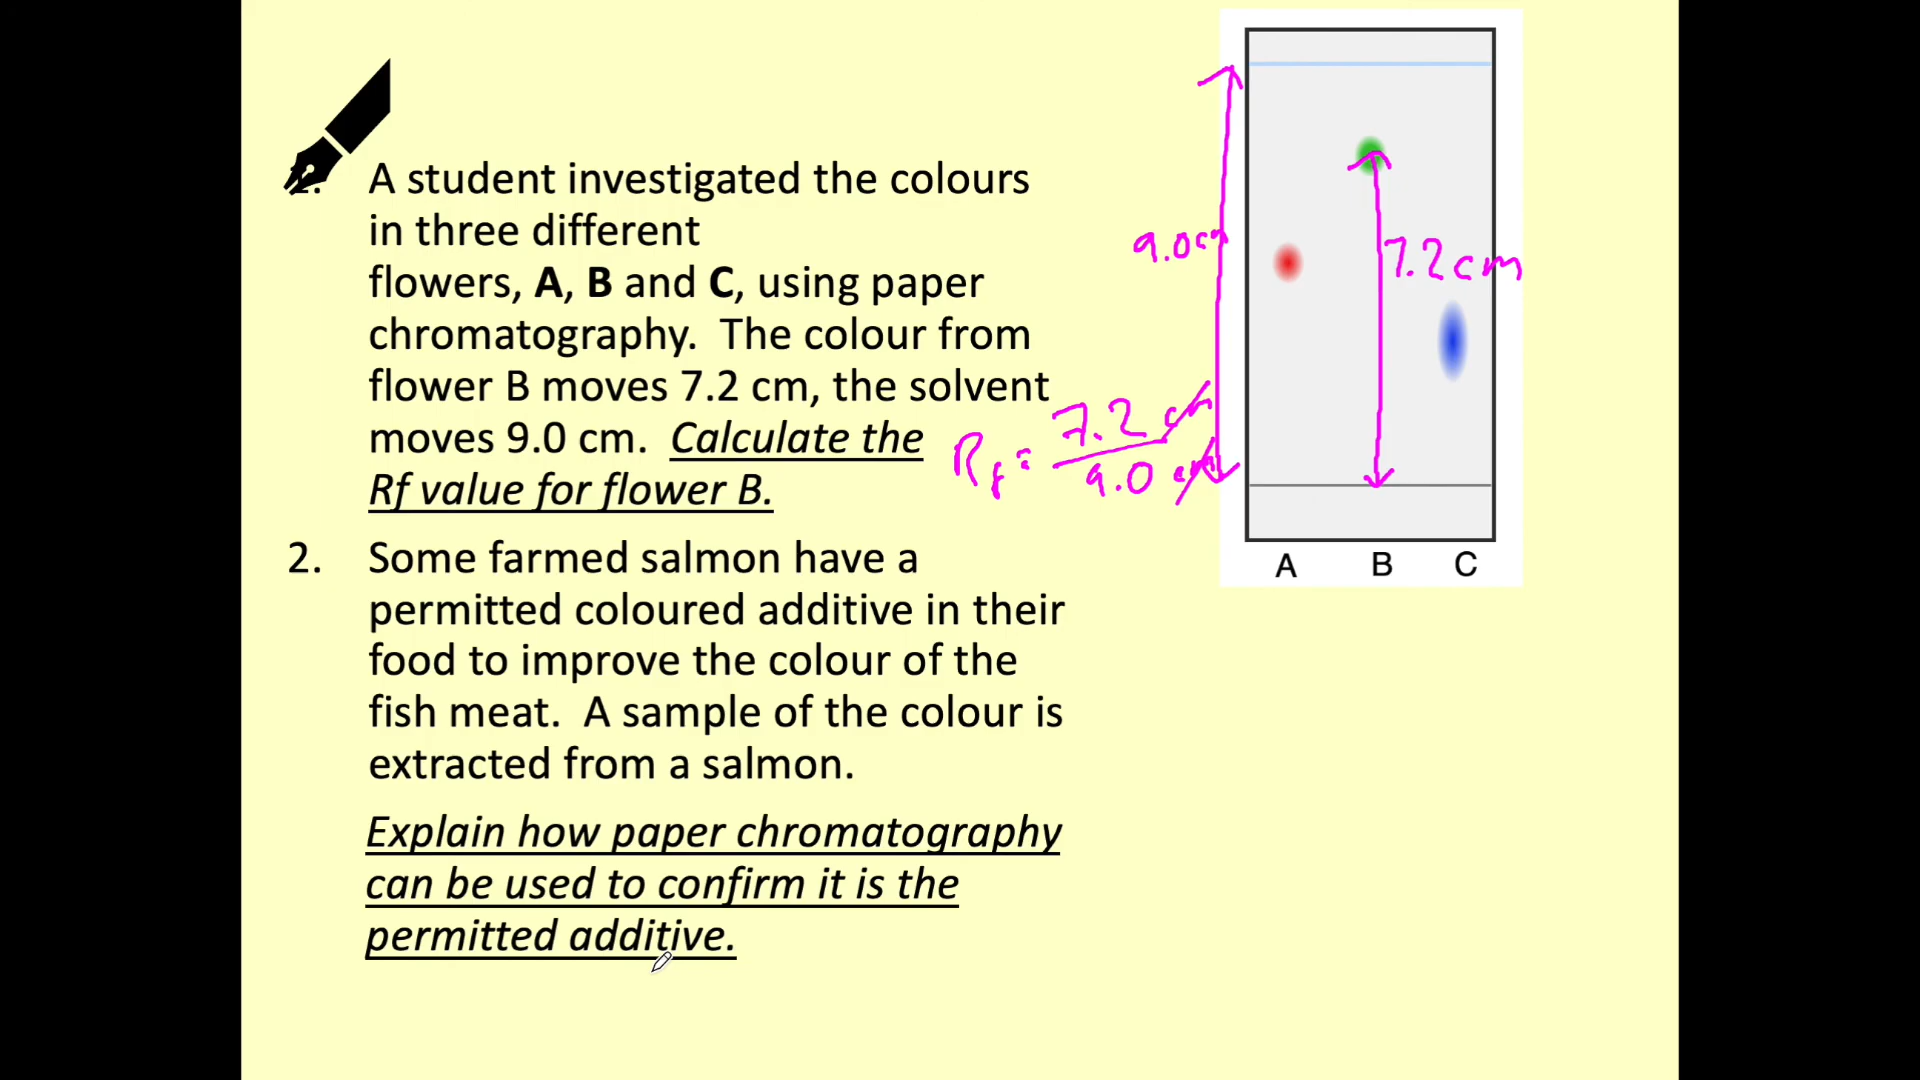 1. A student investigated the colours
in three different
flowers, A, B and C, using paper
chromatography. The colour from
flower B moves 7.2 cm, the solvent
moves 9.0 cm. Calculate the
Rf value for flower B.
2. Some farmed salmon have a
permitted coloured additive in their
food to improve the colour of the
fish meat. A sample of the colour is
extracted from a salmon.
Explain how paper chromatography
can be used to confirm it is the
permitted additive.
Rf = 7.2 cm
9.0 cm
9.0cm
7.2cm
A B C